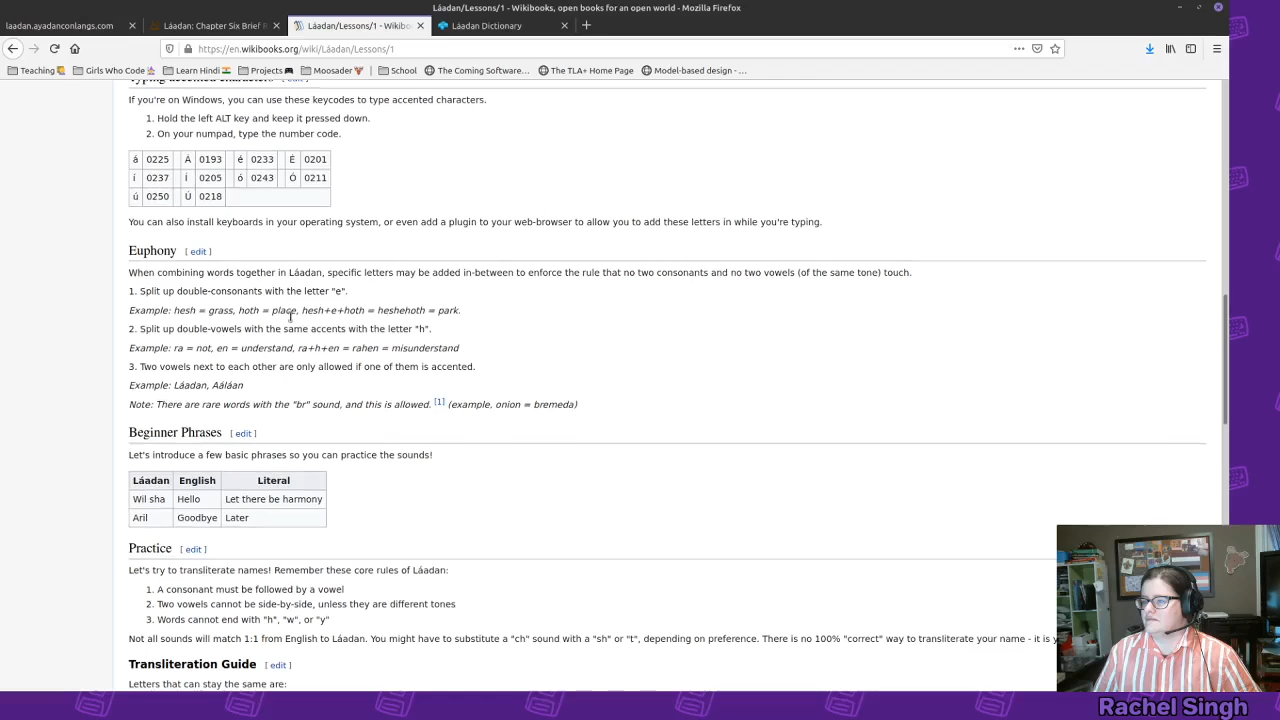 Láadan/Lessons/1 - Wikibooks, open books for an open world - Mozilla Firefox
laadan.ayadanconlangs.com
Láadan; Chapter Six Brief R
Láadan/Lessons/1 - Wikibo
Láadan Dictionary
https://en.wikibooks.org/wiki/Láadan/Lessons/1
Teaching
Girls Who Code
Learn Hindi
Projects
Moosader
School
The Coming Software...
The TLA+ Home Page
Model-based design - ...
Typing accented characters [ edit ]
If you're on Windows, you can use these keycodes to type accented characters.
1. Hold the left ALT key and keep it pressed down.
2. On your numpad, type the number code.
á 0225 Á 0193 é 0233 É 0201
í 0237 Í 0205 ó 0243 Ó 0211
ú 0250 Ú 0218
You can also install keyboards in your operating system, or even add a plugin to your web-browser to allow you to add these letters in while you're typing.
Euphony [ edit ]
When combining words together in Láadan, specific letters may be added in-between to enforce the rule that no two consonants and no two vowels (of the same tone) touch.
1. Split up double-consonants with the letter "e".
Example: hesh = grass, hoth = place, hesh+e+hoth = heshehoth = park.
2. Split up double-vowels with the same accents with the letter "h".
Example: ra = not, en = understand, ra+h+en = rahen = misunderstand
3. Two vowels next to each other are only allowed if one of them is accented.
Example: Láadan, Aáláan
Note: There are rare words with the "br" sound, and this is allowed. [1] (example, onion = bremeda)
Beginner Phrases [ edit ]
Let's introduce a few basic phrases so you can practice the sounds!
Láadan English Literal
Wil sha Hello Let there be harmony
Aril Goodbye Later
Practice [ edit ]
Let's try to transliterate names! Remember these core rules of Láadan:
1. A consonant must be followed by a vowel
2. Two vowels cannot be side-by-side, unless they are different tones
3. Words cannot end with "h", "w", or "y"
Not all sounds will match 1:1 from English to Láadan. You might have to substitute a "ch" sound with a "sh" or "t", depending on preference. There is no 100% "correct" way to transliterate your name - it is y
Transliteration Guide [ edit ]
Letters that can stay the same are:
Rachel Singh